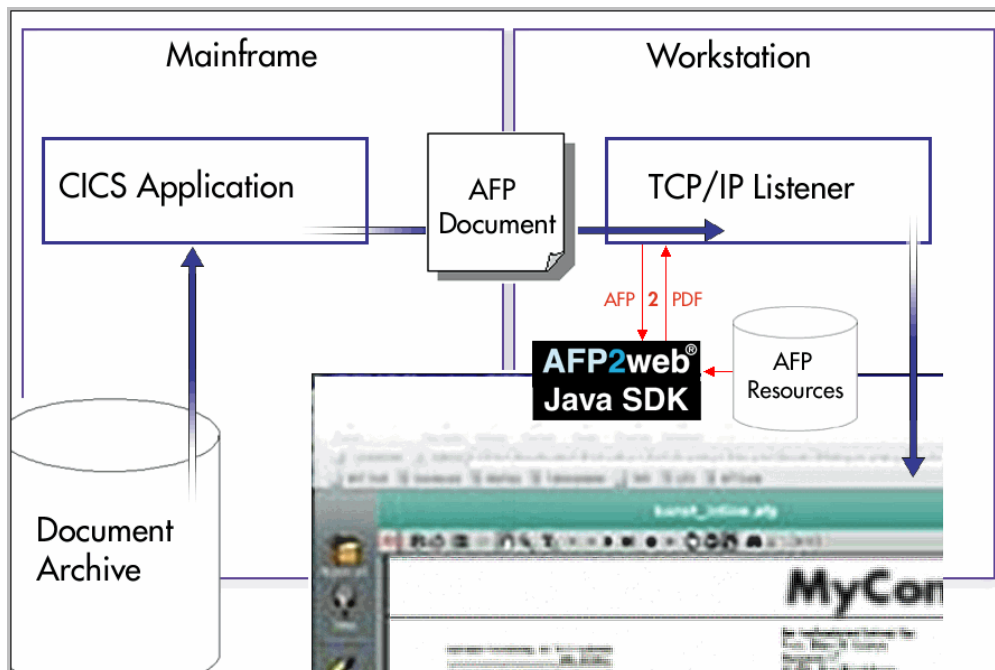 Mainframe
Workstation
CICS Application
AFP
Document
TCP/IP Listener
AFP 2 PDF
AFP2web®
Java SDK
AFP
Resources
Document
Archive
MyCom